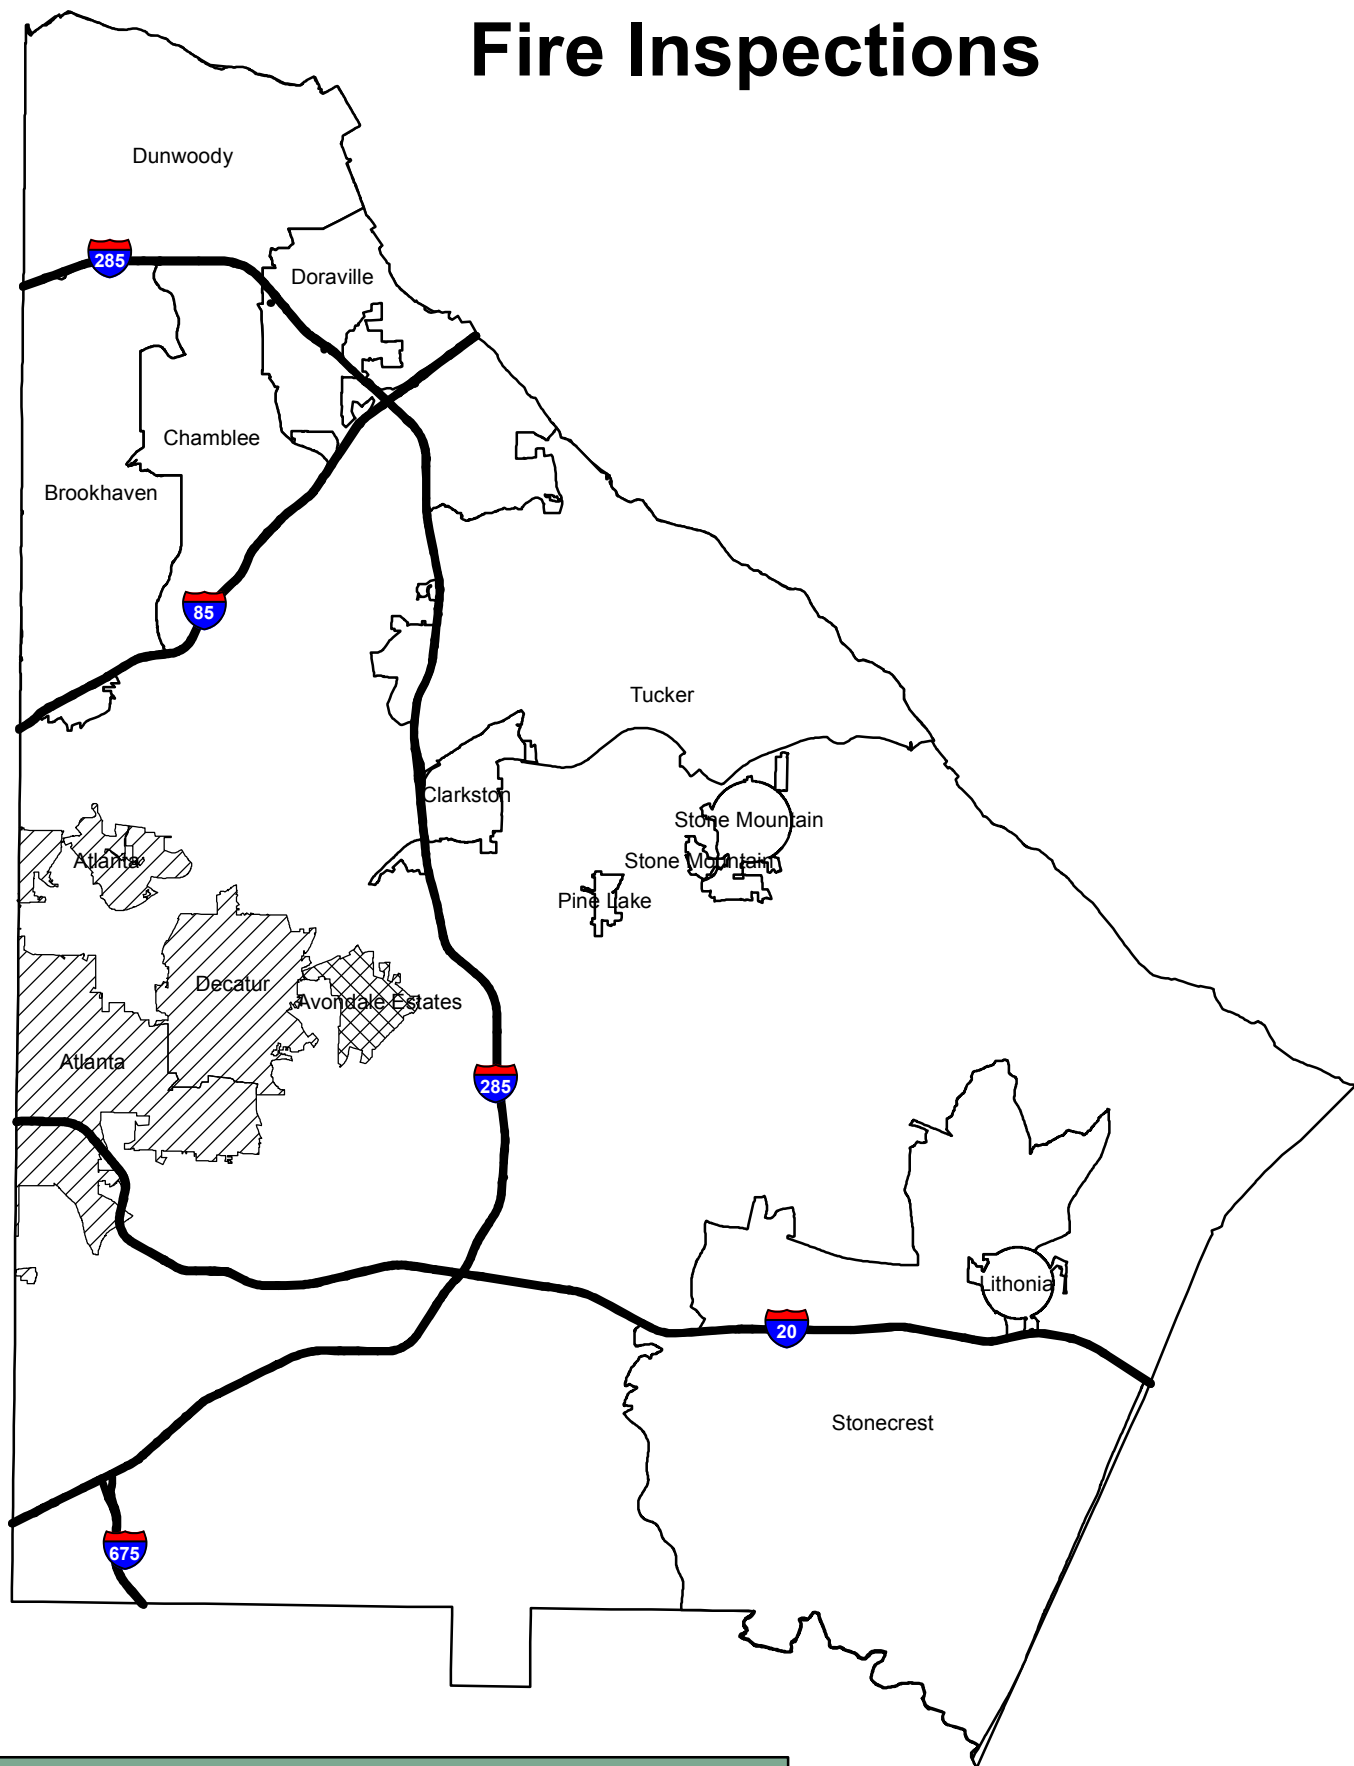 Fire Inspections
Dunwoody
285
Doraville
Chamblee
Brookhaven
85
Tucker
Clarkston
Stone Mountain
Atlanta
Stone Mountain
Pine Lake
Decatur
Avondale Estates
Atlanta
285
Lithonia
20
Stonecrest
675